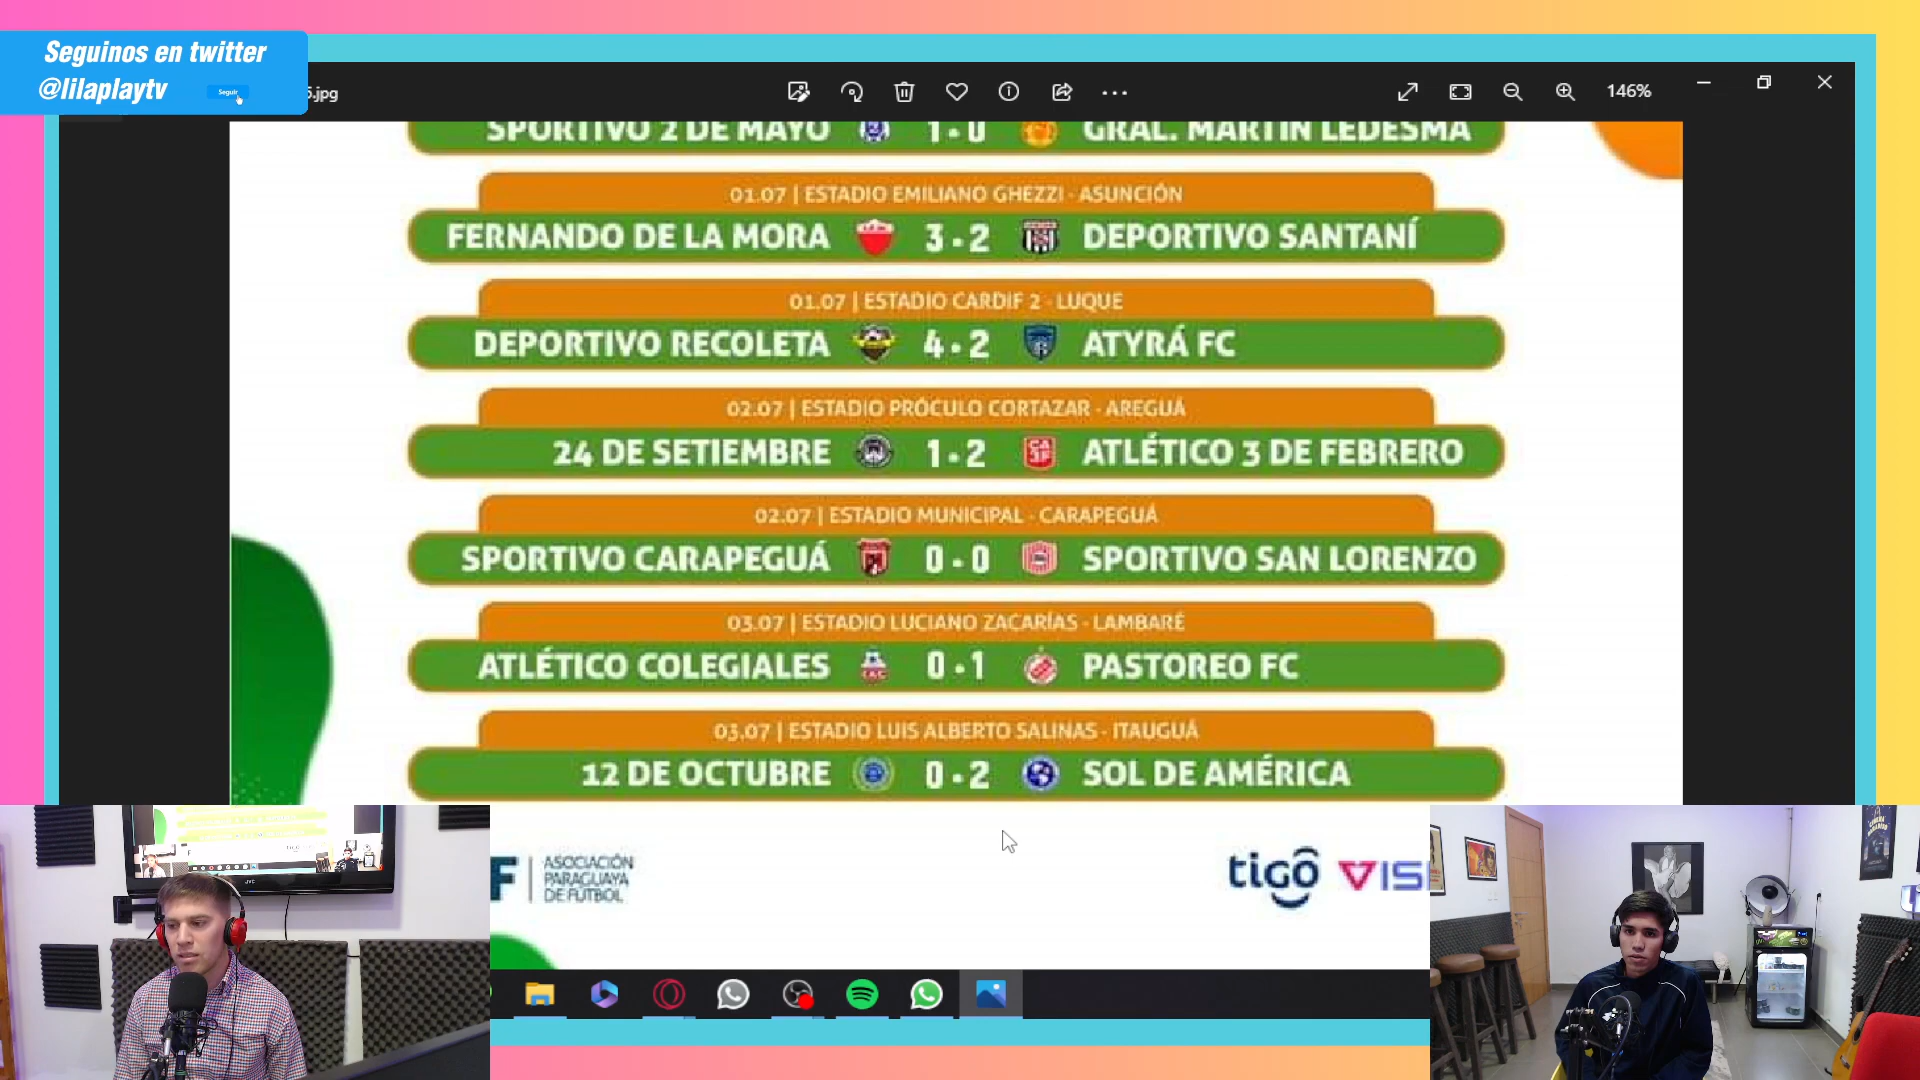 Seguinos en twitter
@lilaplaytv
Seguir
.jpg
146%
SPORTIVO 2 DE MAYO 1 - 0 GRAL. MARTÍN LEDESMA
01.07 | ESTADIO EMILIANO GHEZZI - ASUNCIÓN
FERNANDO DE LA MORA 3 - 2 DEPORTIVO SANTANÍ
01.07 | ESTADIO CARDIF 2 - LUQUE
DEPORTIVO RECOLETA 4 - 2 ATYRÁ FC
02.07 | ESTADIO PRÓCULO CORTAZAR - AREGUÁ
24 DE SETIEMBRE 1 - 2 ATLÉTICO 3 DE FEBRERO
02.07 | ESTADIO MUNICIPAL - CARAPEGUÁ
SPORTIVO CARAPEGUÁ 0 - 0 SPORTIVO SAN LORENZO
03.07 | ESTADIO LUCIANO ZACARÍAS - LAMBARÉ
ATLÉTICO COLEGIALES 0 - 1 PASTOREO FC
03.07 | ESTADIO LUIS ALBERTO SALINAS - ITAUGUÁ
12 DE OCTUBRE 0 - 2 SOL DE AMÉRICA
F ASOCIACIÓN
PARAGUAYA
DE FÚTBOL
tigo VIS